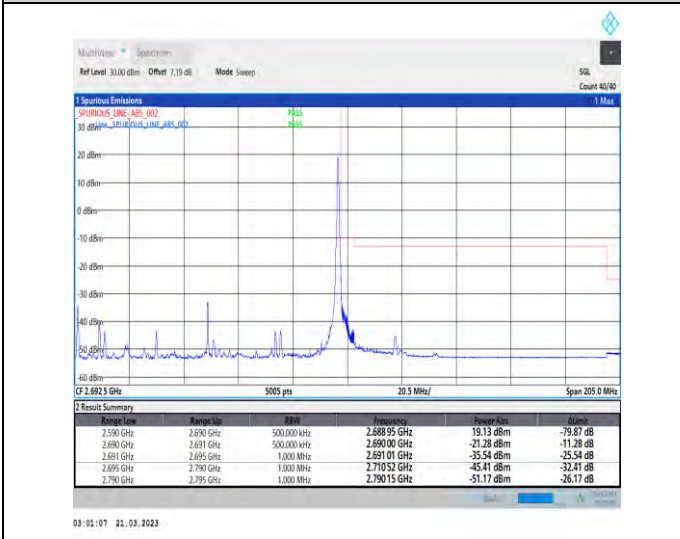 MultiView Spectrum
Ref Level 30.00 dBm Offset 7.19 dB Mode Sweep SGL
Count 40/40
1 Spurious Emissions 1 Max
SPURIOUS_LINE_ABS_002 PASS
Line _SPURIOUS_LINE_ABS_002 PASS
30 dBm
20 dBm
10 dBm
0 dBm
-10 dBm
-20 dBm
-30 dBm
-40 dBm
-50 dBm
-60 dBm
CF 2.692 5 GHz 5005 pts 20.5 MHz/ Span 205.0 MHz
2 Result Summary
Range Low Range Up RBW Frequency Power Abs ΔLimit
2.590 GHz 2.690 GHz 500.000 kHz 2.688 95 GHz 19.13 dBm -79.87 dB
2.690 GHz 2.691 GHz 500.000 kHz 2.690 00 GHz -21.28 dBm -11.28 dB
2.691 GHz 2.695 GHz 1.000 MHz 2.691 01 GHz -35.54 dBm -25.54 dB
2.695 GHz 2.790 GHz 1.000 MHz 2.710 52 GHz -45.41 dBm -32.41 dB
2.790 GHz 2.795 GHz 1.000 MHz 2.790 15 GHz -51.17 dBm -26.17 dB
03:01:07 21.03.2023